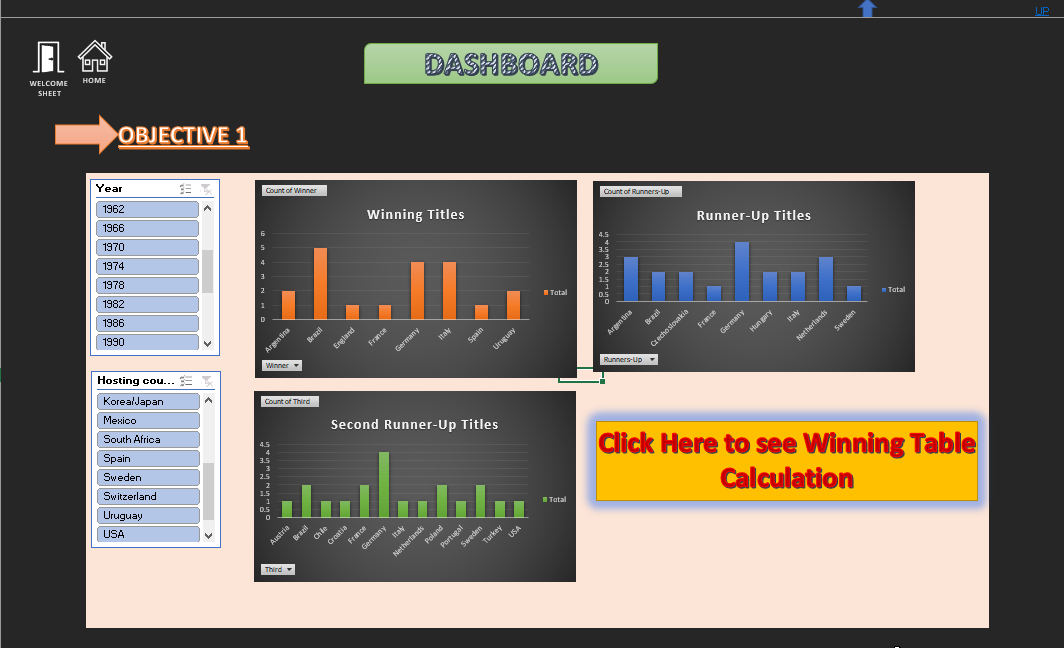 UP
WELCOME
SHEET
HOME
DASHBOARD
OBJECTIVE 1
Year
1962
1966
1970
1974
1978
1982
1986
1990
Hosting cou...
Korea/Japan
Mexico
South Africa
Spain
Sweden
Switzerland
Uruguay
USA
Count of Winner
Winning Titles
6
5
4
3
2
1
0
Argentina
Brazil
England
France
Germany
Italy
Spain
Uruguay
Total
Winner
Count of Runners-Up
Runner-Up Titles
4.5
4
3.5
3
2.5
2
1.5
1
0.5
0
Argentina
Brazil
Czechoslovakia
France
Germany
Hungary
Italy
Netherlands
Sweden
Total
Runners-Up
Count of Third
Second Runner-Up Titles
4.5
4
3.5
3
2.5
2
1.5
1
0.5
0
Austria
Brazil
Chile
Croatia
France
Germany
Italy
Netherlands
Poland
Portugal
Sweden
Turkey
USA
Total
Third
Click Here to see Winning Table
Calculation